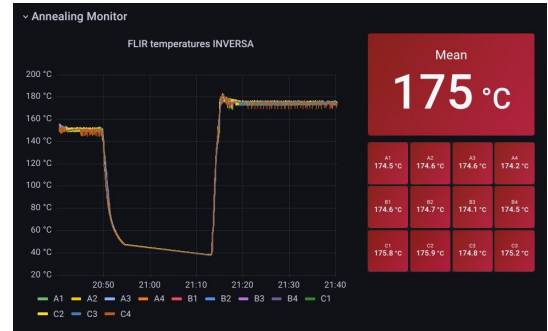 Annealing Monitor
FLIR temperatures INVERSA
200 °C
180 °C
160 °C
140 °C
120 °C
100 °C
80 °C
60 °C
40 °C
20 °C
20:50 21:00 21:10 21:20 21:30 21:40
A1 A2 A3 A4 B1 B2 B3 B4 C1
C2 C3 C4
Mean
175 °C
A1 A2 A3 A4
174.5 °C 174.6 °C 174.6 °C 174.2 °C
B1 B2 B3 B4
174.6 °C 174.7 °C 174.1 °C 174.5 °C
C1 C2 C3 C3
175.8 °C 175.9 °C 174.8 °C 175.2 °C